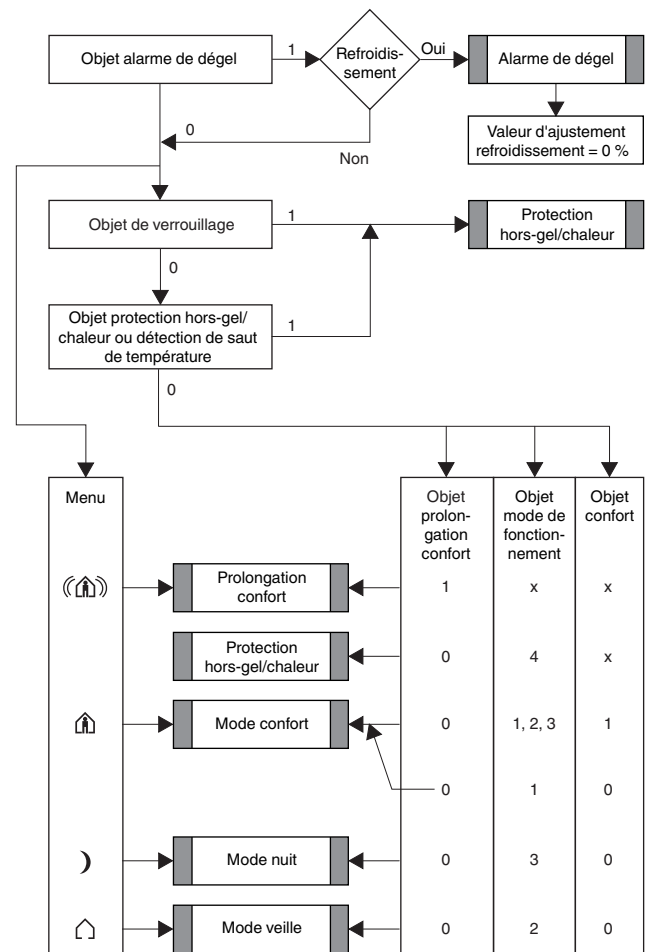 Objet alarme de dégel
1
Refroidis-
sement
Oui
Alarme de dégel
0
Non
Valeur d'ajustement
refroidissement = 0 %
Objet de verrouillage
1
Protection
hors-gel/chaleur
0
Objet protection hors-gel/
chaleur ou détection de saut
de température
1
0
Menu
Objet
prolon-
gation
confort
Objet
mode de
fonction-
nement
Objet
confort
Prolongation
confort
1 x x
Protection
hors-gel/chaleur
0 4 x
Mode confort
0 1, 2, 3 1
0 1 0
Mode nuit
0 3 0
Mode veille
0 2 0